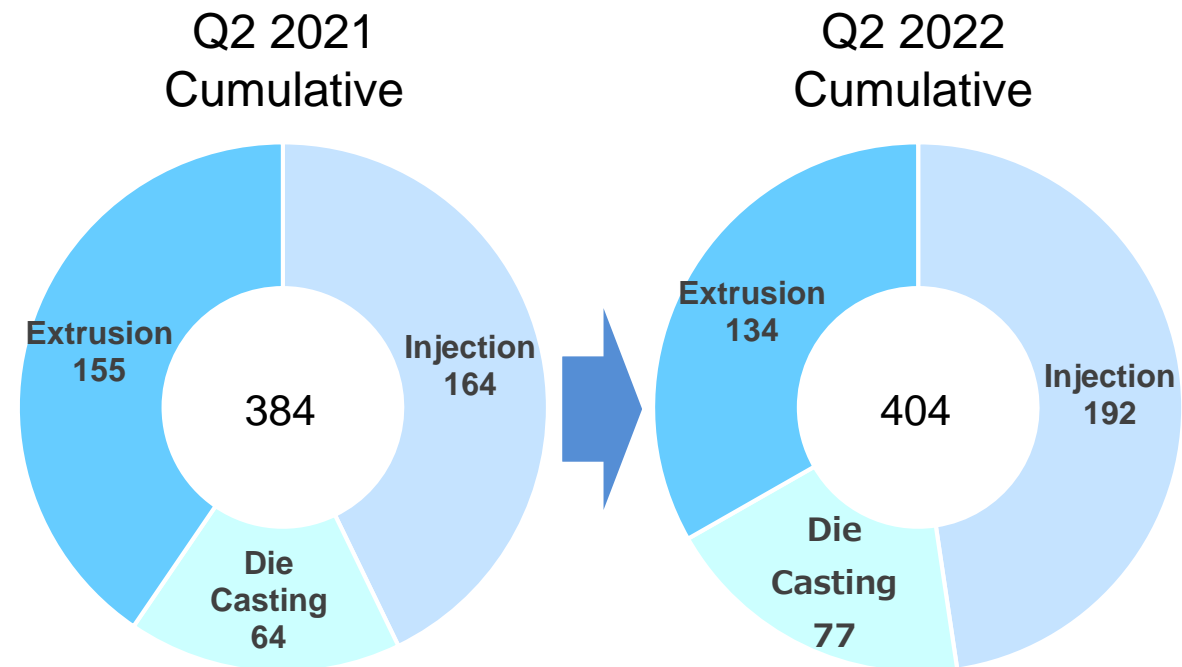 Q2 2021
Cumulative
Extrusion
155
Injection
164
384
Die
Casting
64
Q2 2022
Cumulative
Extrusion
134
Injection
192
404
Die
Casting
77